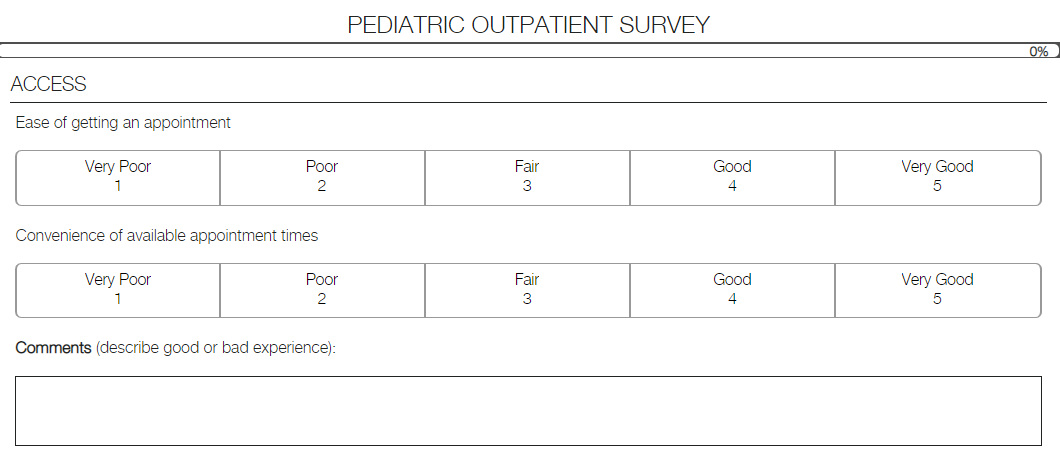 PEDIATRIC OUTPATIENT SURVEY
0%
ACCESS
Ease of getting an appointment
Very Poor Poor Fair Good Very Good
1 2 3 4 5
Convenience of available appointment times
Very Poor Poor Fair Good Very Good
1 2 3 4 5
Comments (describe good or bad experience):